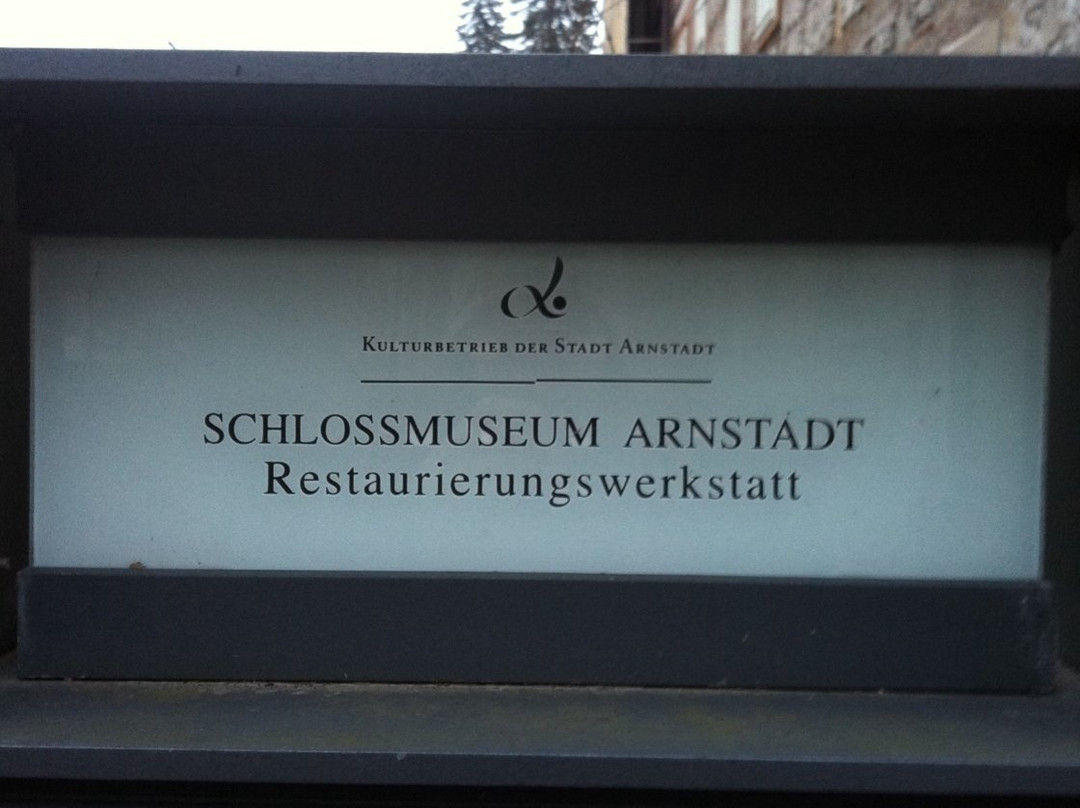 KULTURBETRIEB DER STADT ARNSTADT
SCHLOSSMUSEUM ARNSTADT
Restaurierungswerkstatt